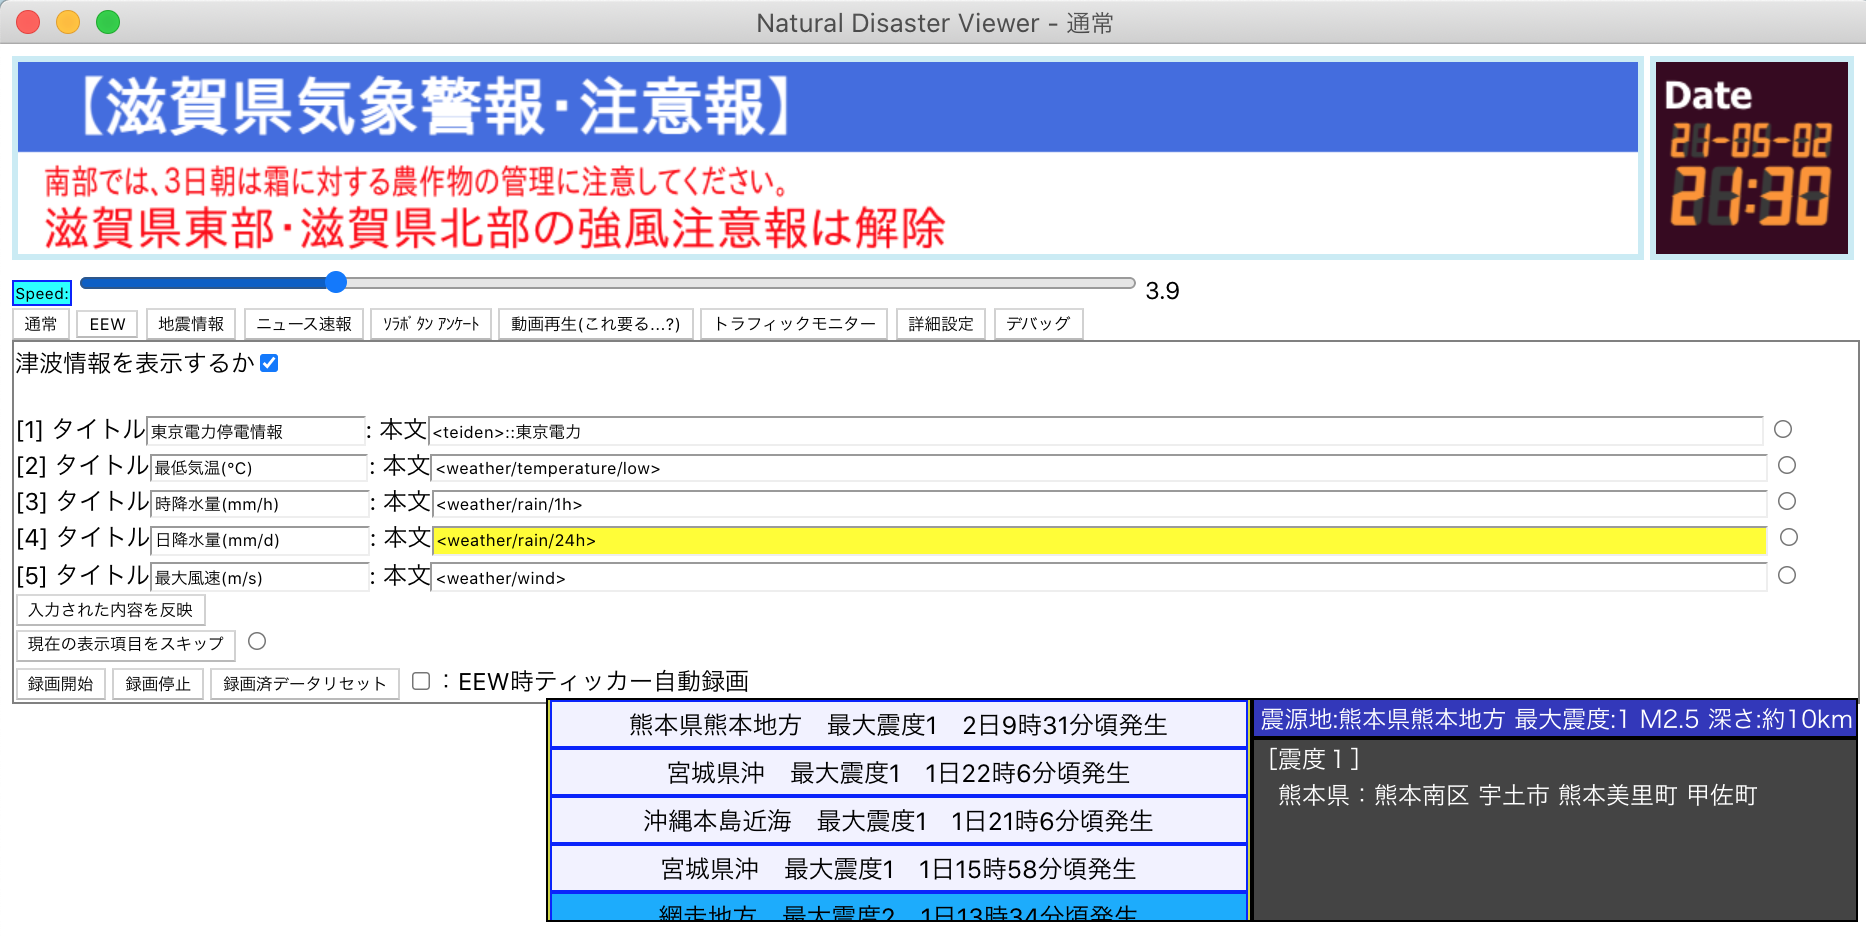 Natural Disaster Viewer - 通常
【滋賀県気象警報･注意報】
南部では、3日朝は霜に対する農作物の管理に注意してください。
滋賀県東部･滋賀県北部の強風注意報は解除
Date
21-05-02
21:30
Speed: 3.9
通常 EEW 地震情報 ニュース速報 ｿﾗﾎﾞﾀﾝ ｱﾝｹｰﾄ 動画再生(これ要る...?) トラフィックモニター 詳細設定 デバッグ
津波情報を表示するか
[1] タイトル 東京電力停電情報 : 本文 <teiden>::東京電力
[2] タイトル 最低気温(°C) : 本文 <weather/temperature/low>
[3] タイトル 時降水量(mm/h) : 本文 <weather/rain/1h>
[4] タイトル 日降水量(mm/d) : 本文 <weather/rain/24h>
[5] タイトル 最大風速(m/s) : 本文 <weather/wind>
入力された内容を反映
現在の表示項目をスキップ
録画開始 録画停止 録画済データリセット ：EEW時ティッカー自動録画
熊本県熊本地方　最大震度1　2日9時31分頃発生
宮城県沖　最大震度1　1日22時6分頃発生
沖縄本島近海　最大震度1　1日21時6分頃発生
宮城県沖　最大震度1　1日15時58分頃発生
網走地方　最大震度2　1日13時34分頃発生
震源地:熊本県熊本地方 最大震度:1 M2.5 深さ:約10km
［震度１］
熊本県：熊本南区 宇土市 熊本美里町 甲佐町